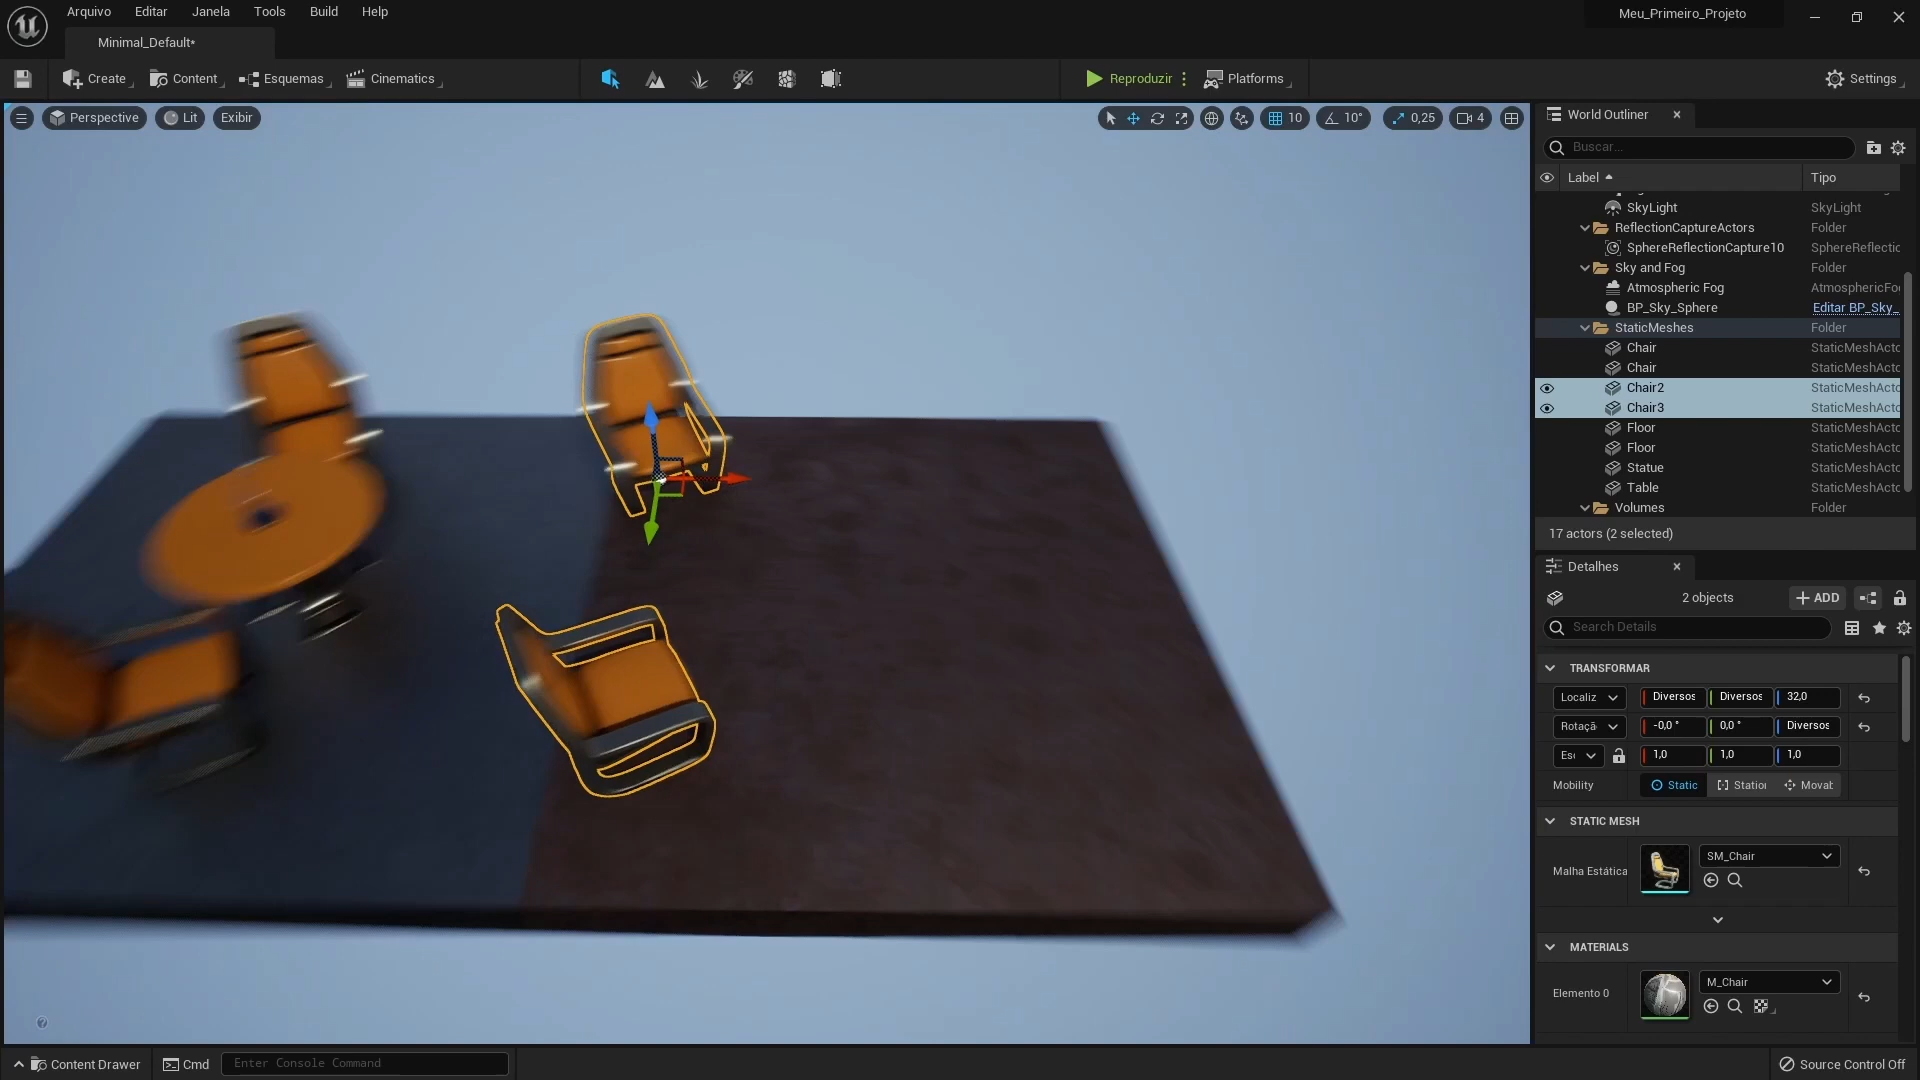 Arquivo Editar Janela Tools Build Help
Meu_Primeiro_Projeto
Minimal_Default*
Create Content Esquemas Cinematics Reproduzir Platforms Settings
Perspective Lit Exibir 10 10° 0,25 4
World Outliner
Buscar...
Label Tipo
SkyLight SkyLight
ReflectionCaptureActors Folder
SphereReflectionCapture10 SphereReflectic
Sky and Fog Folder
Atmospheric Fog AtmosphericFo
BP_Sky_Sphere Editar BP_Sky_
StaticMeshes Folder
Chair StaticMeshActo
Chair StaticMeshActo
Chair2 StaticMeshActo
Chair3 StaticMeshActo
Floor StaticMeshActo
Floor StaticMeshActo
Statue StaticMeshActo
Table StaticMeshActo
Volumes Folder
17 actors (2 selected)
Detalhes
2 objects ADD
Search Details
TRANSFORMAR
Localiz Diversos Diversos 32,0
Rotaçã -0,0 ° 0,0 ° Diversos
Es 1,0 1,0 1,0
Mobility Static Station Movab
STATIC MESH
Malha Estática SM_Chair
MATERIALS
Elemento 0 M_Chair
Content Drawer Cmd Enter Console Command Source Control Off